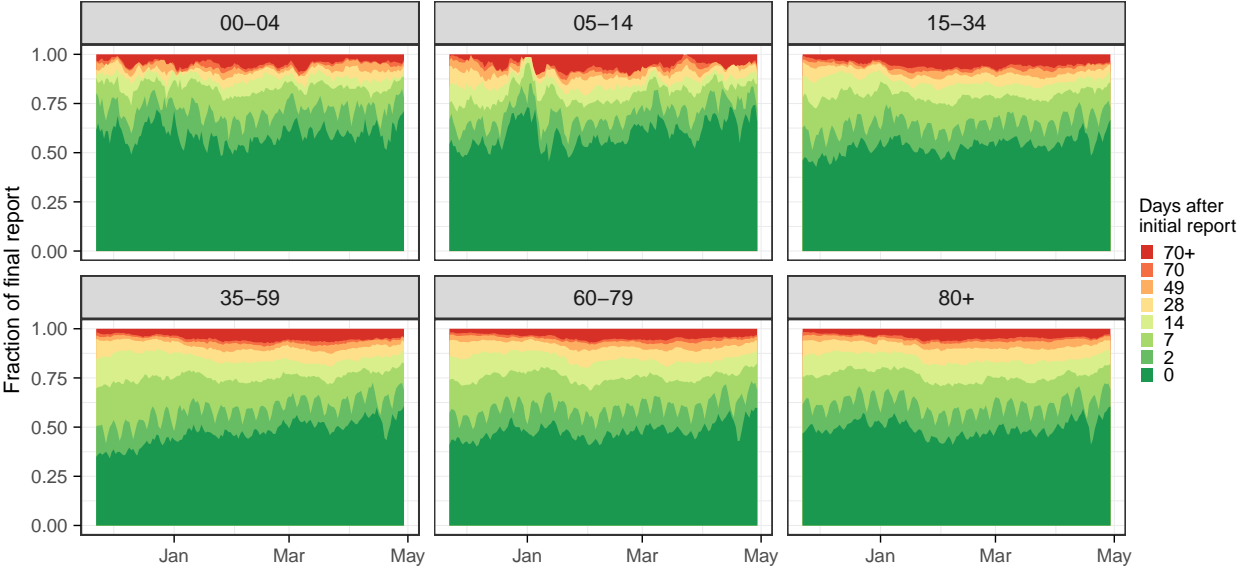 00−04
05−14
15−34
1.00
0.75
0.50
0.25
0.00
Fraction of final report
35−59
60−79
80+
1.00
0.75
0.50
0.25
0.00
Jan
Mar
May
Jan
Mar
May
Jan
Mar
May
Days after
initial report
70+
70
49
28
14
7
2
0